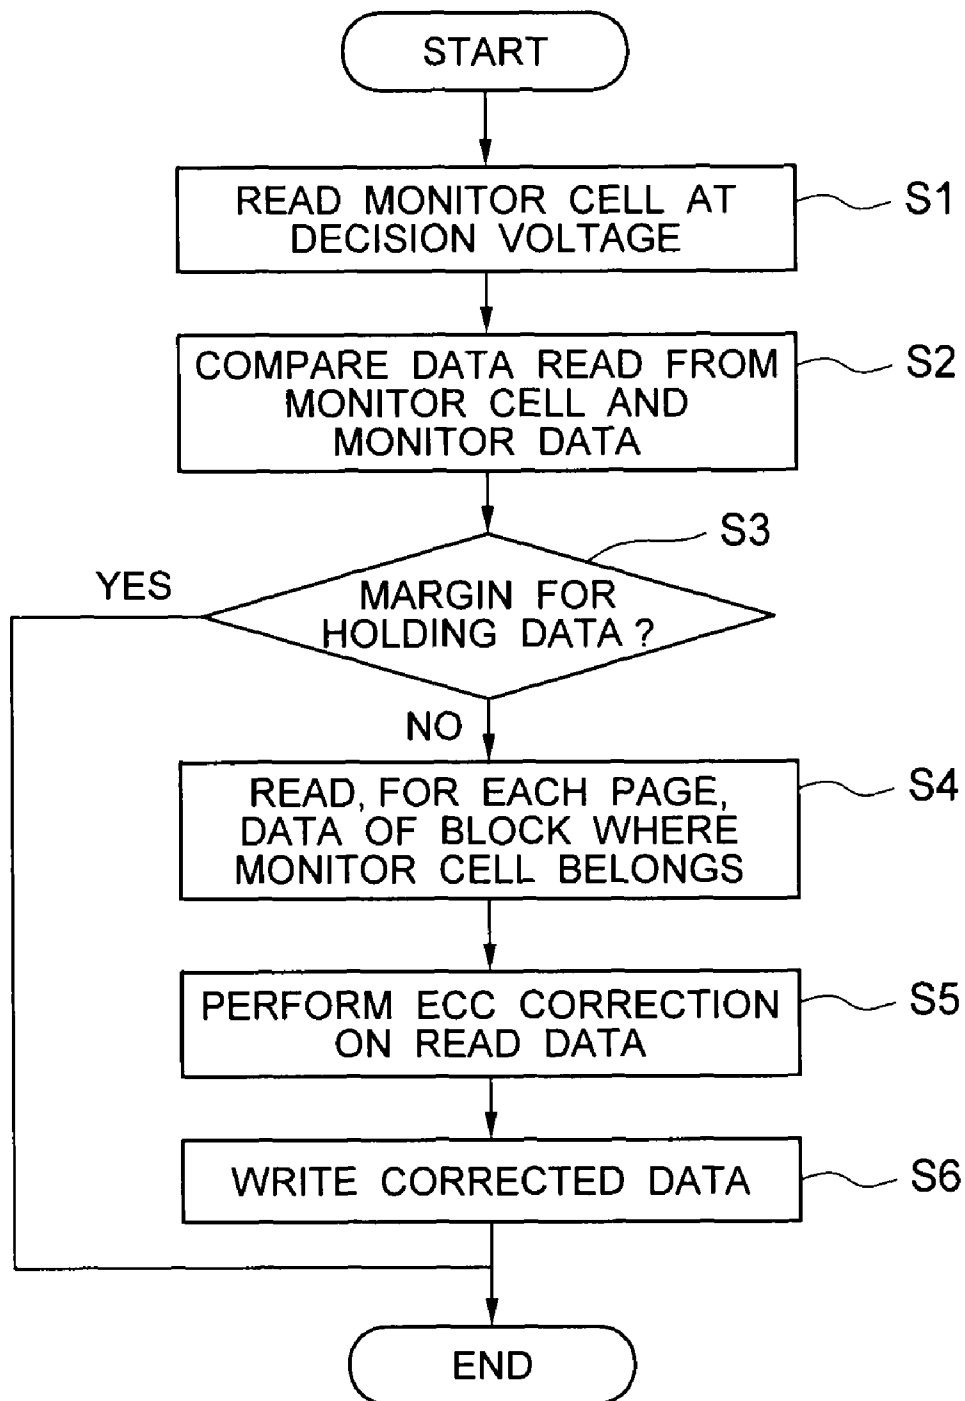 START
READ MONITOR CELL AT
DECISION VOLTAGE
S1
COMPARE DATA READ FROM
MONITOR CELL AND
MONITOR DATA
S2
S3
YES
MARGIN FOR
HOLDING DATA ?
NO
READ, FOR EACH PAGE,
DATA OF BLOCK WHERE
MONITOR CELL BELONGS
S4
PERFORM ECC CORRECTION
ON READ DATA
S5
WRITE CORRECTED DATA
S6
END